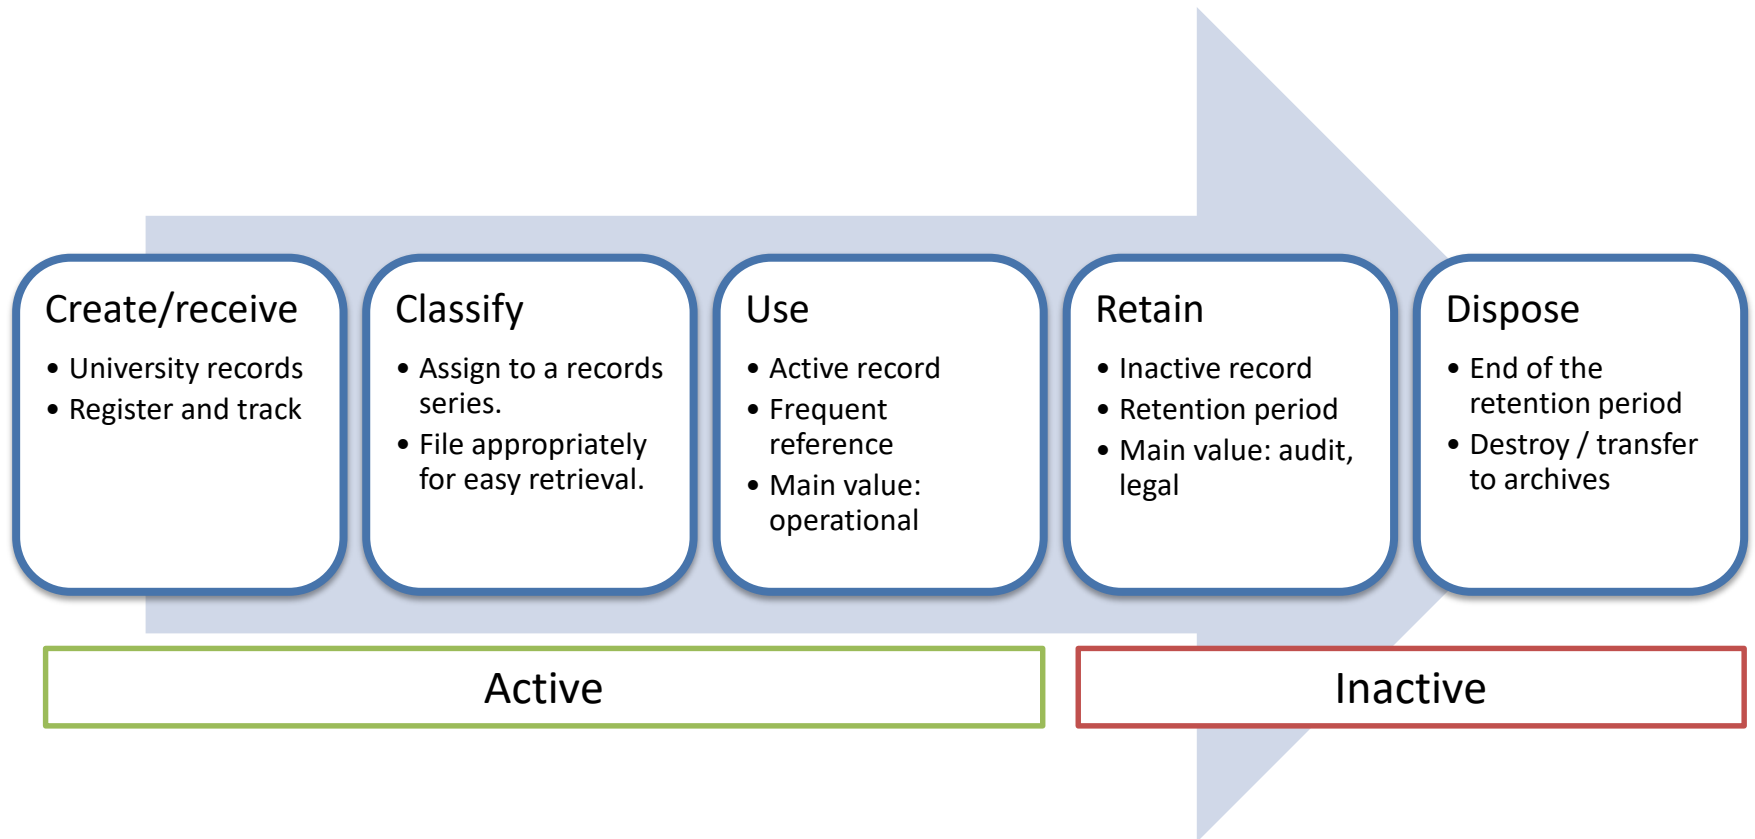 Create/receive
• University records
• Register and track
Classify
• Assign to a records
series.
• File appropriately
for easy retrieval.
Use
• Active record
• Frequent
reference
• Main value:
operational
Retain
• Inactive record
• Retention period
• Main value: audit,
legal
Dispose
• End of the
retention period
• Destroy / transfer
to archives
Active
Inactive